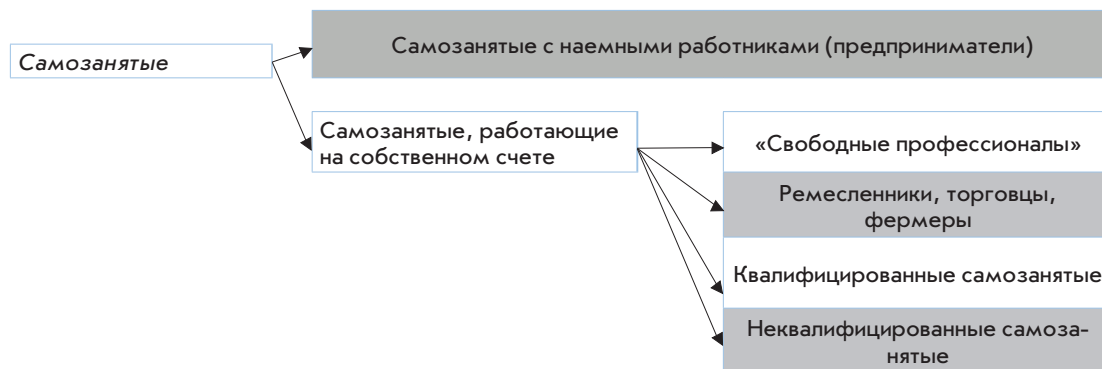 Самозанятые с наемными работниками (предприниматели)
Самозанятые
Самозанятые, работающие
на собственном счете
«Свободные профессионалы»
Ремесленники, торговцы,
фермеры
Квалифицированные самозанятые
Неквалифицированные самоза-
нятые